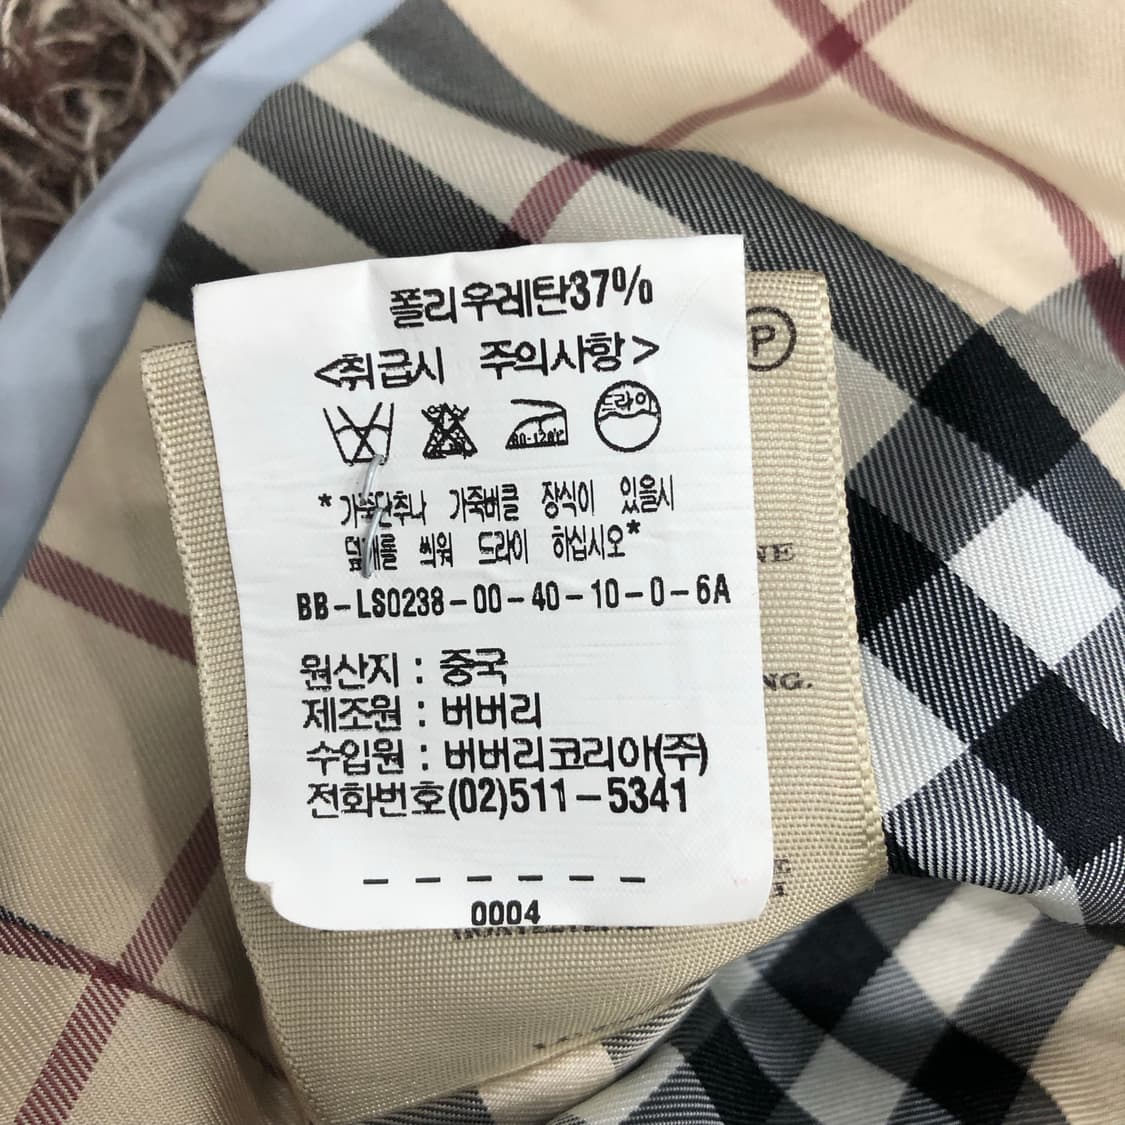 폴리우레탄37%
<취급시 주의사항>
80-120℃
드라이
P
*가죽단추나 가죽버클 장식이 있을시
덮개를 씌워 드라이 하십시오*
BB-LS0238-00-40-10-0-6A
NG.
원산지 : 중국
제조원 : 버버리
수입원 : 버버리코리아(주)
전화번호(02)511-5341
------
0004